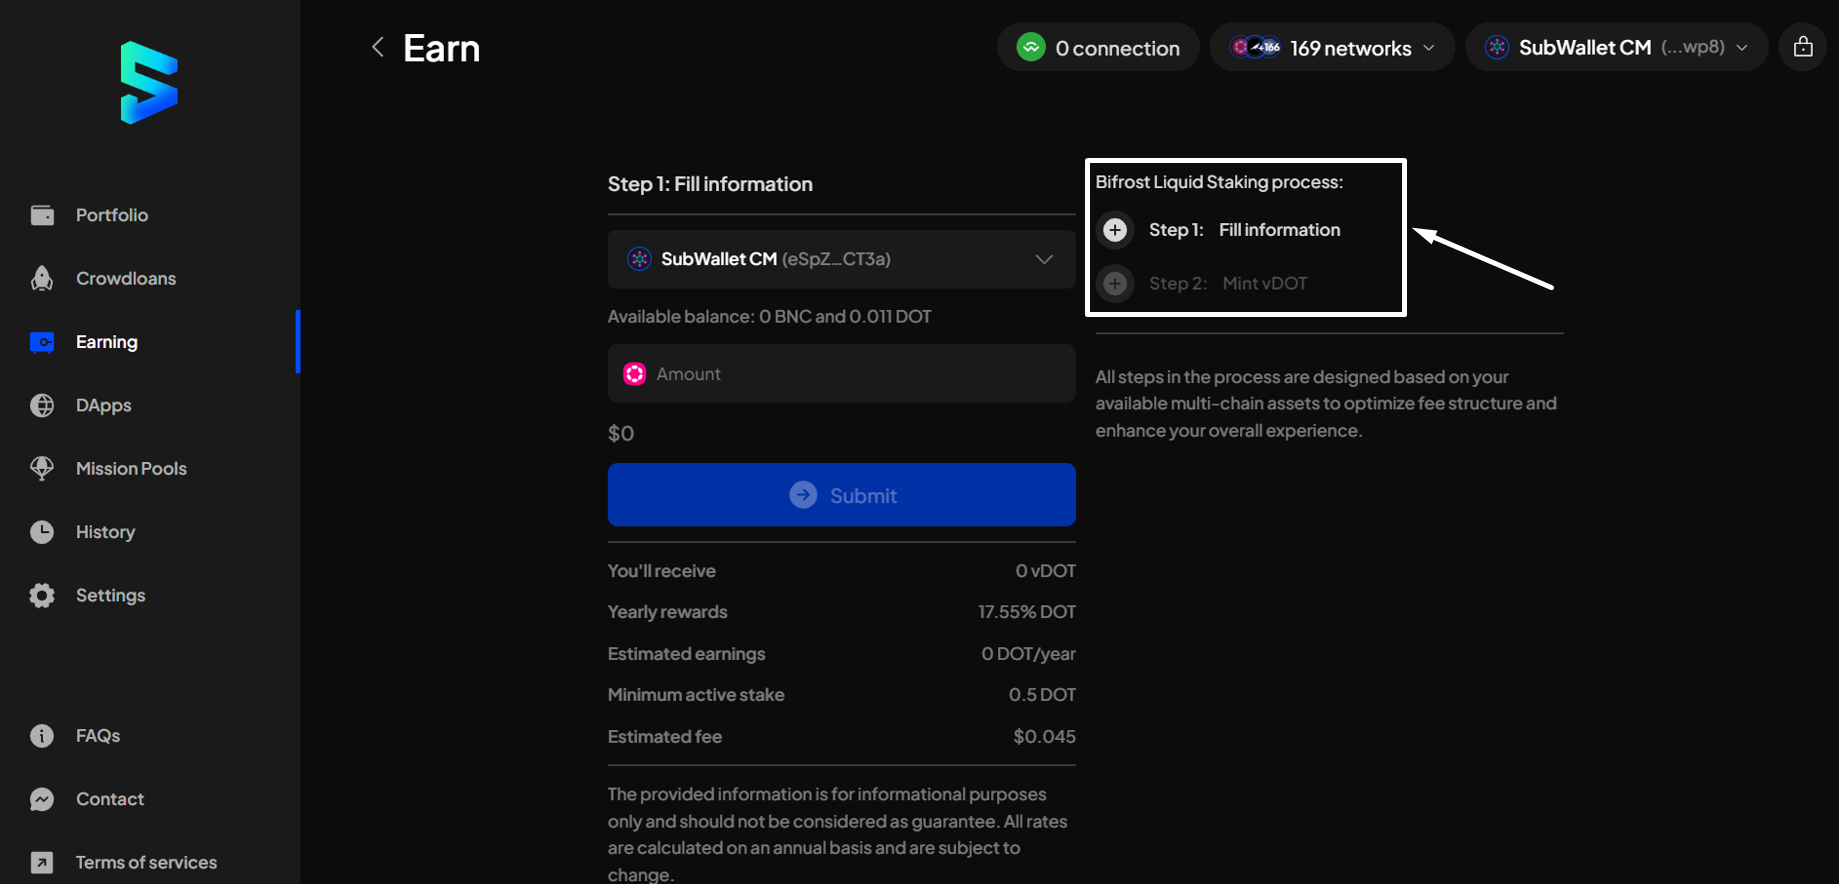 Earn
0 connection
+166 169 networks
SubWallet CM (...wp8)
Portfolio
Crowdloans
Earning
DApps
Mission Pools
History
Settings
FAQs
Contact
Terms of services
Step 1: Fill information
SubWallet CM (eSpZ...CT3a)
Available balance: 0 BNC and 0.011 DOT
Amount
$0
Submit
You'll receive 0 vDOT
Yearly rewards 17.55% DOT
Estimated earnings 0 DOT/year
Minimum active stake 0.5 DOT
Estimated fee $0.045
The provided information is for informational purposes
only and should not be considered as guarantee. All rates
are calculated on an annual basis and are subject to
change.
Bifrost Liquid Staking process:
Step 1: Fill information
Step 2: Mint vDOT
All steps in the process are designed based on your
available multi-chain assets to optimize fee structure and
enhance your overall experience.